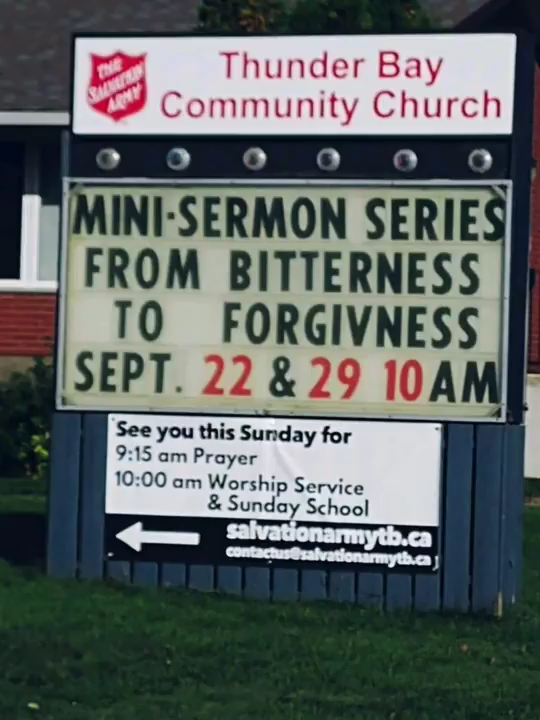 THE
SALVATION
ARMY
Thunder Bay
Community Church
MINI-SERMON SERIES
FROM BITTERNESS
TO FORGIVNESS
SEPT. 22 & 29 10 AM
See you this Sunday for
9:15 am Prayer
10:00 am Worship Service
& Sunday School
salvationarmytb.ca
contactus@salvationarmytb.ca